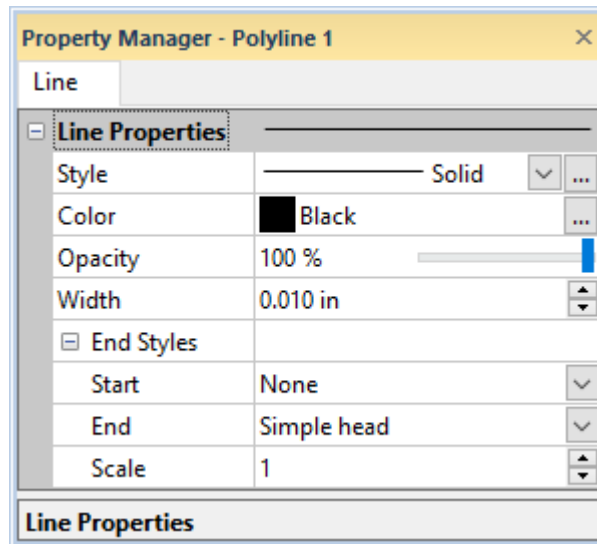 Property Manager - Polyline 1
Line
Line Properties
Style Solid ...
Color Black ...
Opacity 100 %
Width 0.010 in
End Styles
Start None
End Simple head
Scale 1
Line Properties